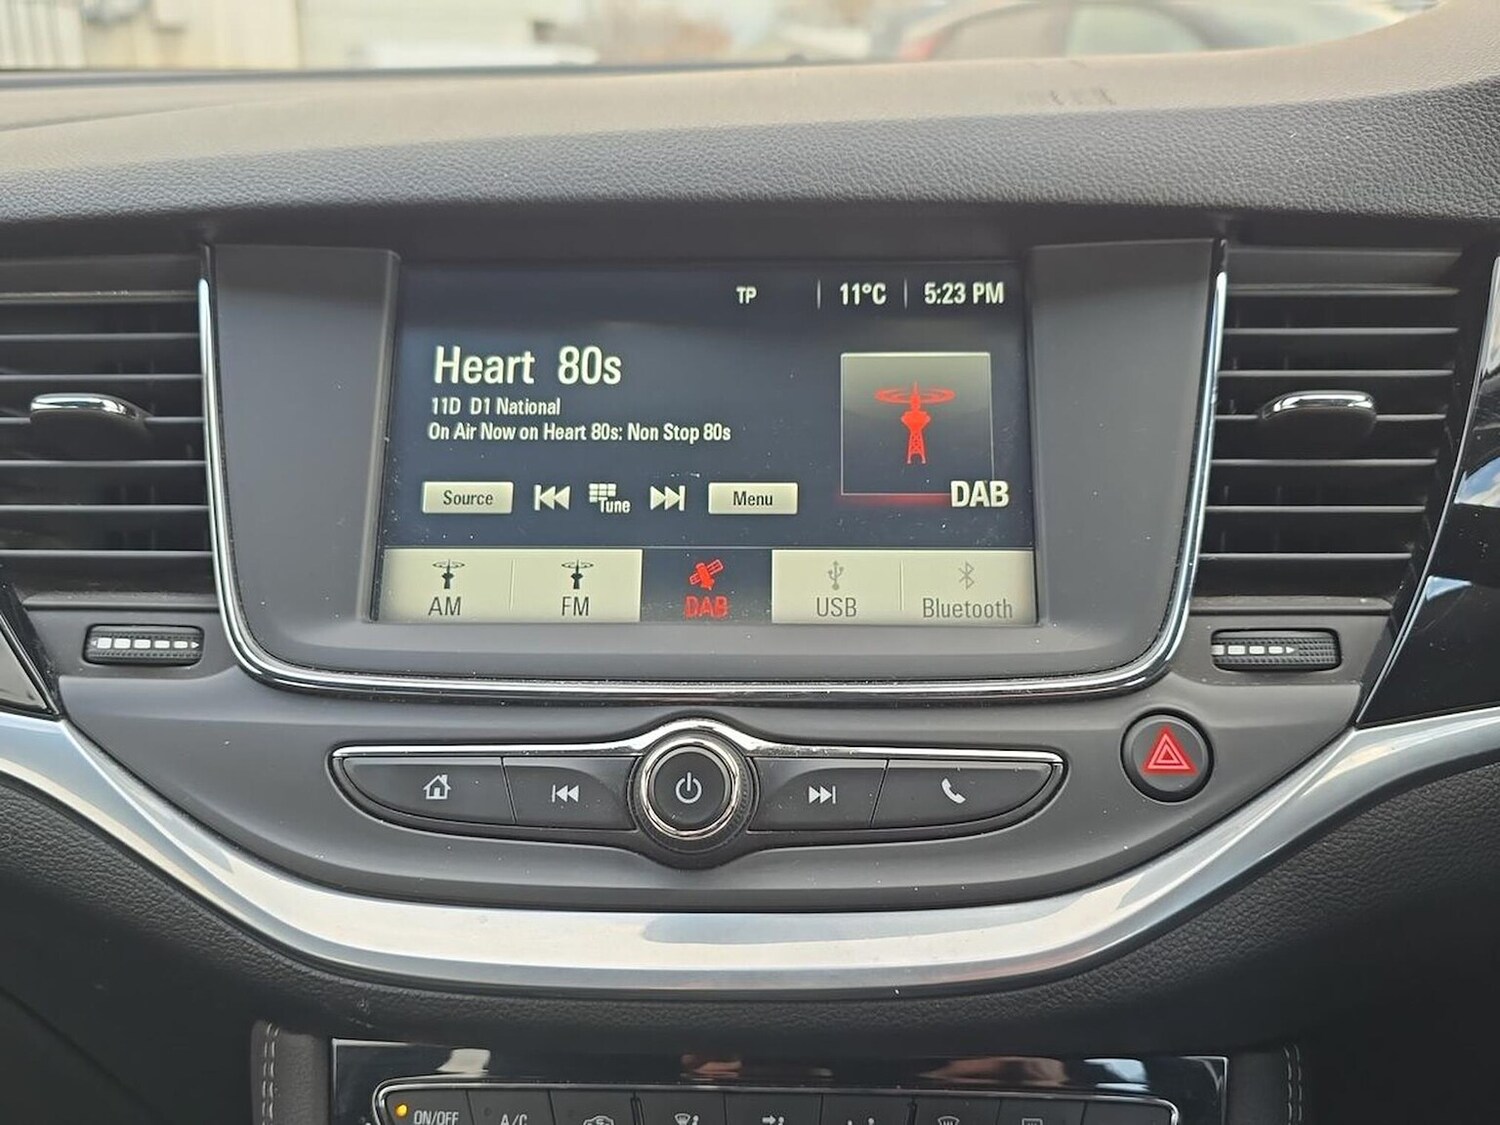 TP 11°C 5:23 PM
Heart 80s
11D D1 National
On Air Now on Heart 80s: Non Stop 80s
Source Tune Menu
DAB
AM FM DAB USB Bluetooth
ON/OFF A/C